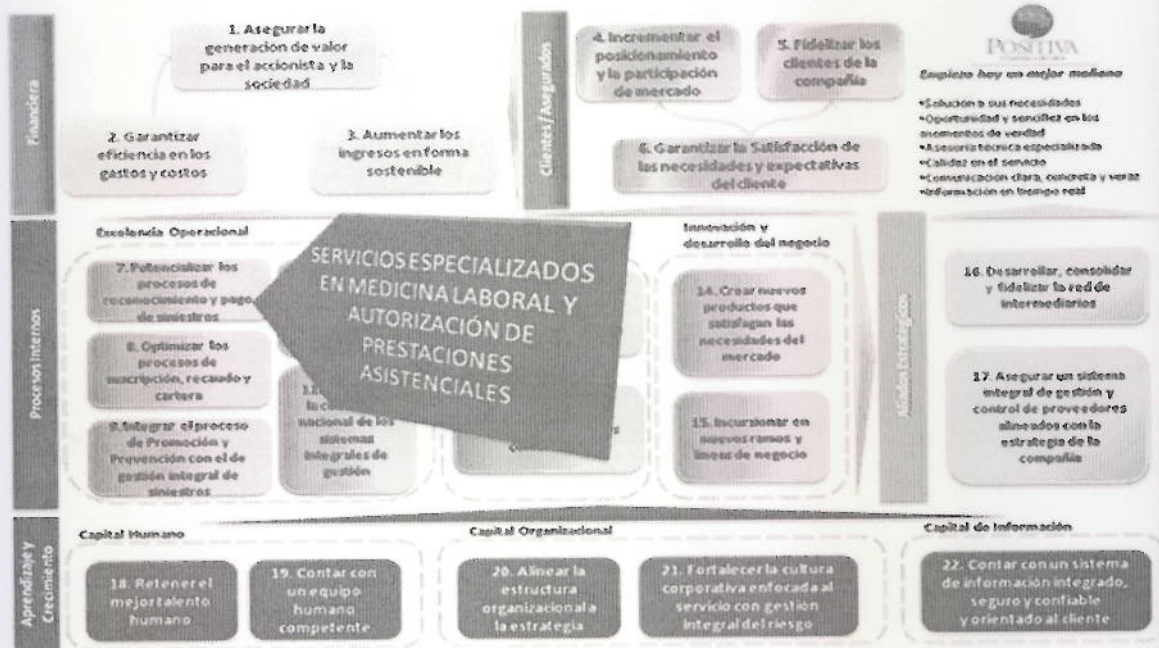 Financiera
1. Asegurar la
generacion de valor
para el accionista y la
sociedad
2. Garantizar
eficiencia en los
gastos y costos
3. Aumentar los
ingresos en forma
sostenible
Clientes / Asegurados
4. Incrementar el
posicionamiento
y la participación
de mercado
5. Fidelizar los
clientes de la
compañía
6. Garantizar la Satisfacción de
las necesidades y expectativas
del cliente
POSITIVA
Empieza hoy un mejor mañana
•Solución a sus necesidades
•Oportunidad y sencillez en los
momentos de verdad
•Asesoría técnica especializada
•Calidez en el servicio
•Comunicación clara, concreta y veraz
•Información en tiempo real
Procesos Internos
Excelencia Operacional
7. Potencializar los
procesos de
reconocimiento y pago
de siniestros
8. Optimizar los
procesos de
suscripción, recaudo y
cartera
9. Integrar el proceso
de Promoción y
Prevención con el de
gestión integral de
siniestros
11.
nacional de los
sistemas
integrales de
gestión
SERVICIOS ESPECIALIZADOS
EN MEDICINA LABORAL Y
AUTORIZACIÓN DE
PRESTACIONES
ASISTENCIALES
Innovación y
desarrollo del negocio
14. Crear nuevos
productos que
satisfagan las
necesidades del
mercado
15. Incursionar en
nuevos ramos y
líneas de negocio
Aliados Estratégicos
16. Desarrollar, consolidar
y fidelizar la red de
intermediarios
17. Asegurar un sistema
integral de gestión y
control de proveedores
alineados con la
estrategia de la
compañía
Aprendizaje y
Crecimiento
Capital Humano
18. Retener el
mejor talento
humano
19. Contar con
un equipo
humano
competente
Capital Organizacional
20. Alinear la
estructura
organizacional a
la estrategia
21. Fortalecer la cultura
corporativa enfocada al
servicio con gestión
integral del riesgo
Capital de Información
22. Contar con un sistema
de información integrado,
seguro y confiable
y orientado al cliente